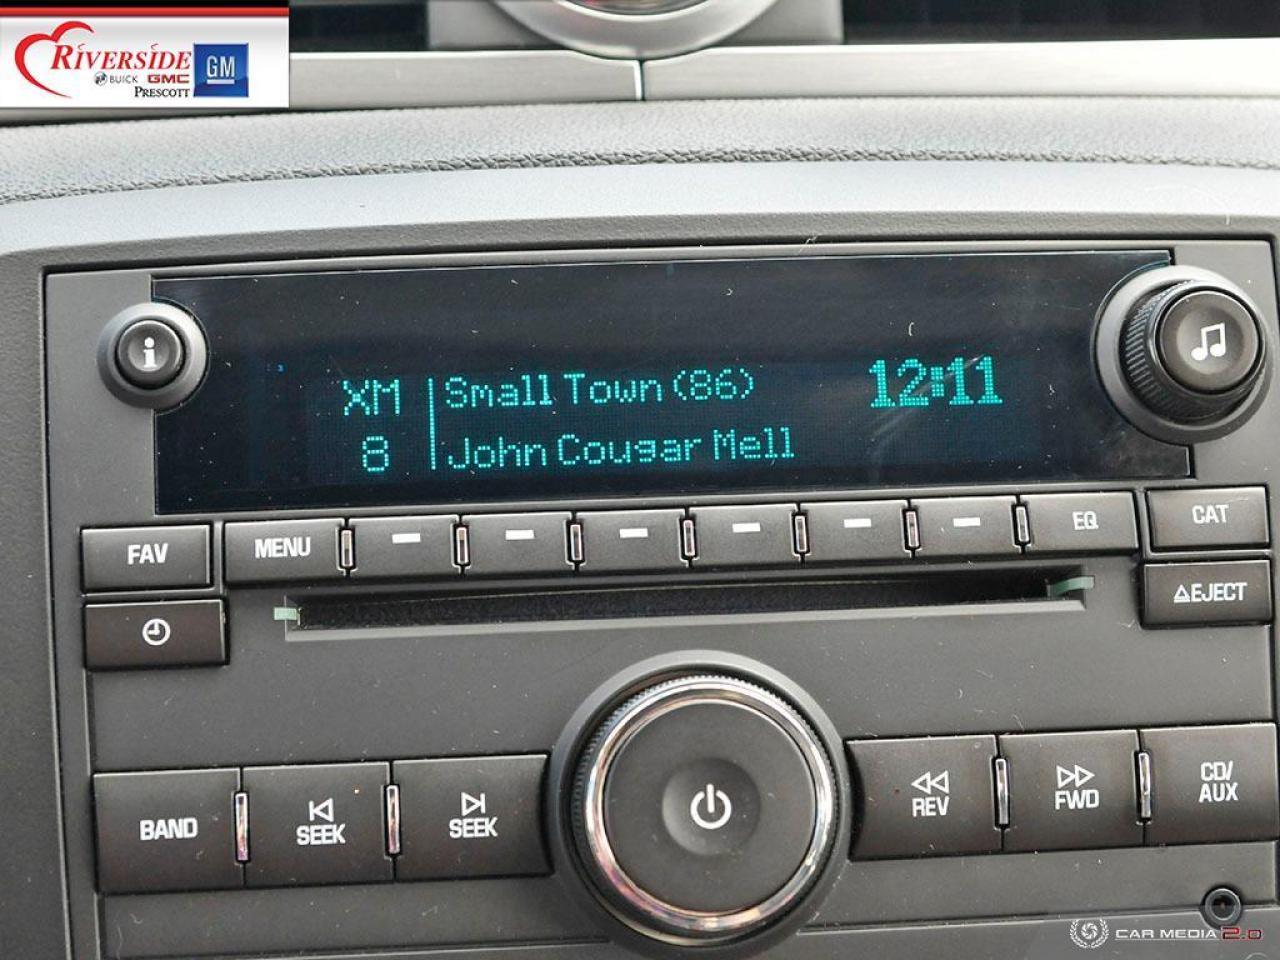 RIVERSIDE
BUICK GMC GM
PRESCOTT
XM Small Town (86) 12:11
8 John Cougar Mell
FAV MENU EQ CAT
EJECT
BAND SEEK SEEK REV FWD CD/
AUX
CAR MEDIA 2.0